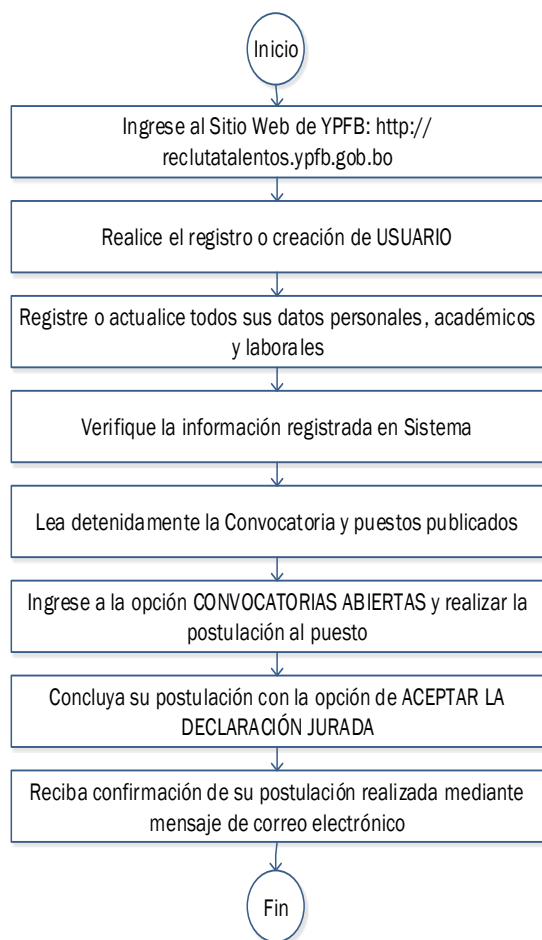 Inicio
Ingrese al Sitio Web de YPFB: http://
reclutatalentos.ypfb.gob.bo
Realice el registro o creación de USUARIO
Registre o actualice todos sus datos personales, académicos
y laborales
Verifique la información registrada en Sistema
Lea detenidamente la Convocatoria y puestos publicados
Ingrese a la opción CONVOCATORIAS ABIERTAS y realizar la
postulación al puesto
Concluya su postulación con la opción de ACEPTAR LA
DECLARACIÓN JURADA
Reciba confirmación de su postulación realizada mediante
mensaje de correo electrónico
Fin